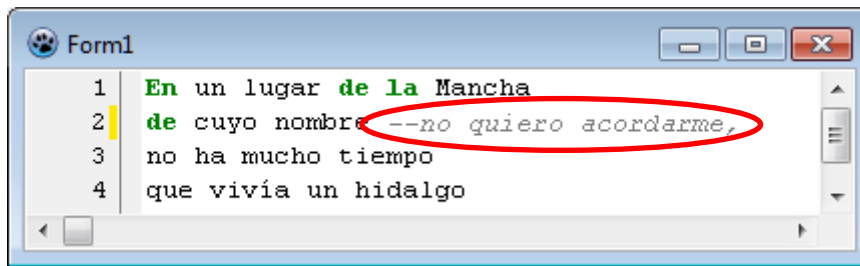 Form1
1 En un lugar de la Mancha
2 de cuyo nombre --no quiero acordarme,
3 no ha mucho tiempo
4 que vivía un hidalgo